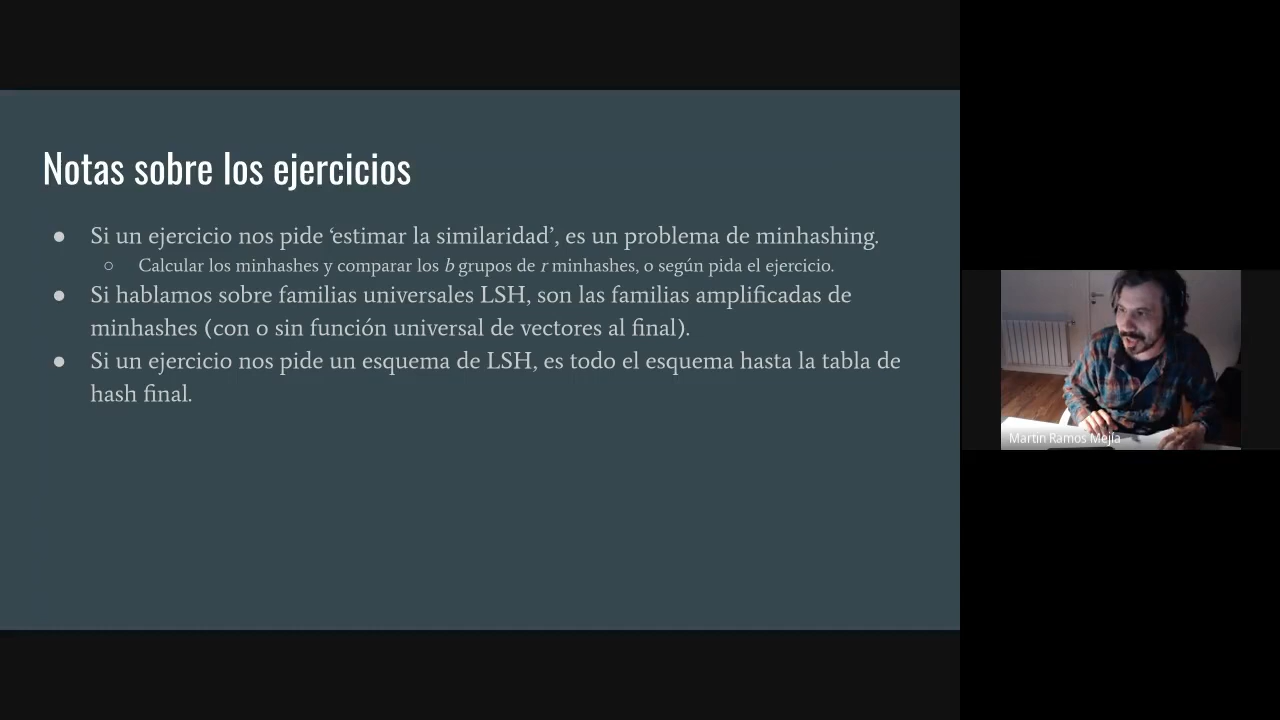 Notas sobre los ejercicios
● Si un ejercicio nos pide ‘estimar la similaridad’, es un problema de minhashing.
○ Calcular los minhashes y comparar los b grupos de r minhashes, o según pida el ejercicio.
● Si hablamos sobre familias universales LSH, son las familias amplificadas de
minhashes (con o sin función universal de vectores al final).
● Si un ejercicio nos pide un esquema de LSH, es todo el esquema hasta la tabla de
hash final.
Martín Ramos Mejía